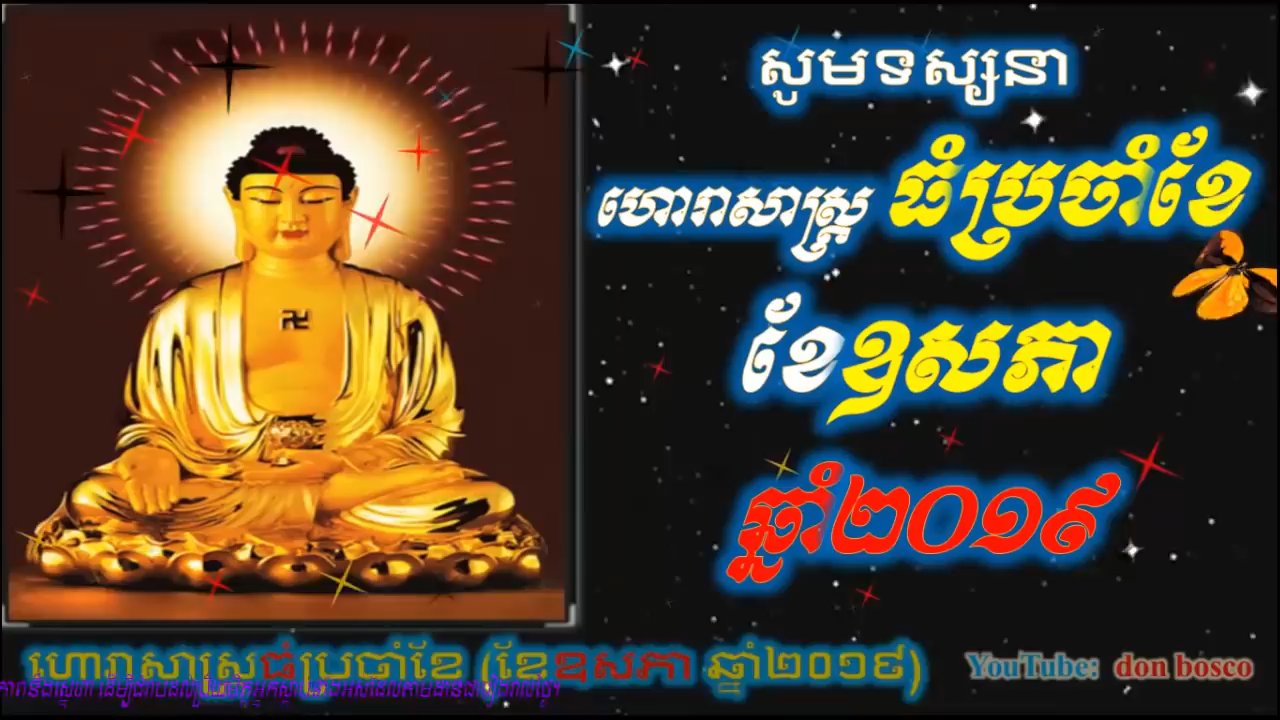 សូមទស្សនា
ហោរាសាស្ត្រ ធំប្រចាំខែ
ខែឧសភា
ឆ្នាំ២០១៩
ហោរាសាស្ត្រធំប្រចាំខែ (ខែឧសភា ឆ្នាំ២០១៩)
YouTube: don bosco